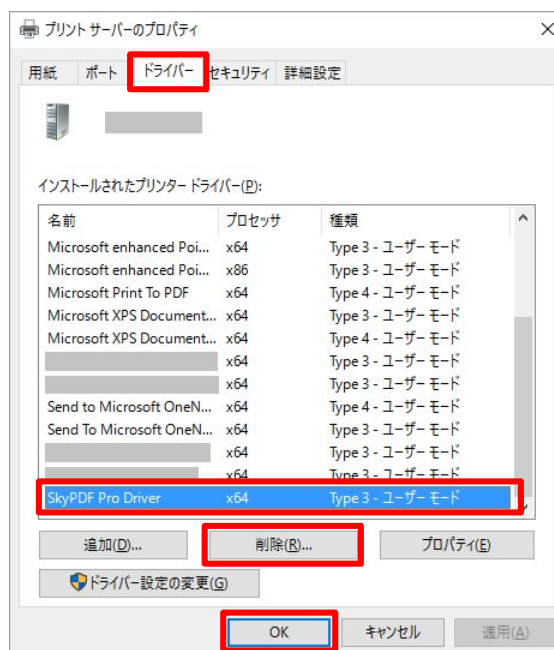 プリント サーバーのプロパティ
用紙 ポート ドライバー セキュリティ 詳細設定
インストールされたプリンター ドライバー(P):
名前 プロセッサ 種類
Microsoft enhanced Poi... x64 Type 3 - ユーザー モード
Microsoft enhanced Poi... x86 Type 3 - ユーザー モード
Microsoft Print To PDF x64 Type 4 - ユーザー モード
Microsoft XPS Document... x64 Type 3 - ユーザー モード
Microsoft XPS Document... x64 Type 4 - ユーザー モード
x64 Type 3 - ユーザー モード
x64 Type 3 - ユーザー モード
Send to Microsoft OneN... x64 Type 4 - ユーザー モード
Send To Microsoft OneN... x64 Type 3 - ユーザー モード
x64 Type 3 - ユーザー モード
x64 Type 3 - ユーザー モード
SkyPDF Pro Driver x64 Type 3 - ユーザー モード
追加(D)... 削除(R)... プロパティ(E)
ドライバー設定の変更(G)
OK キャンセル 適用(A)